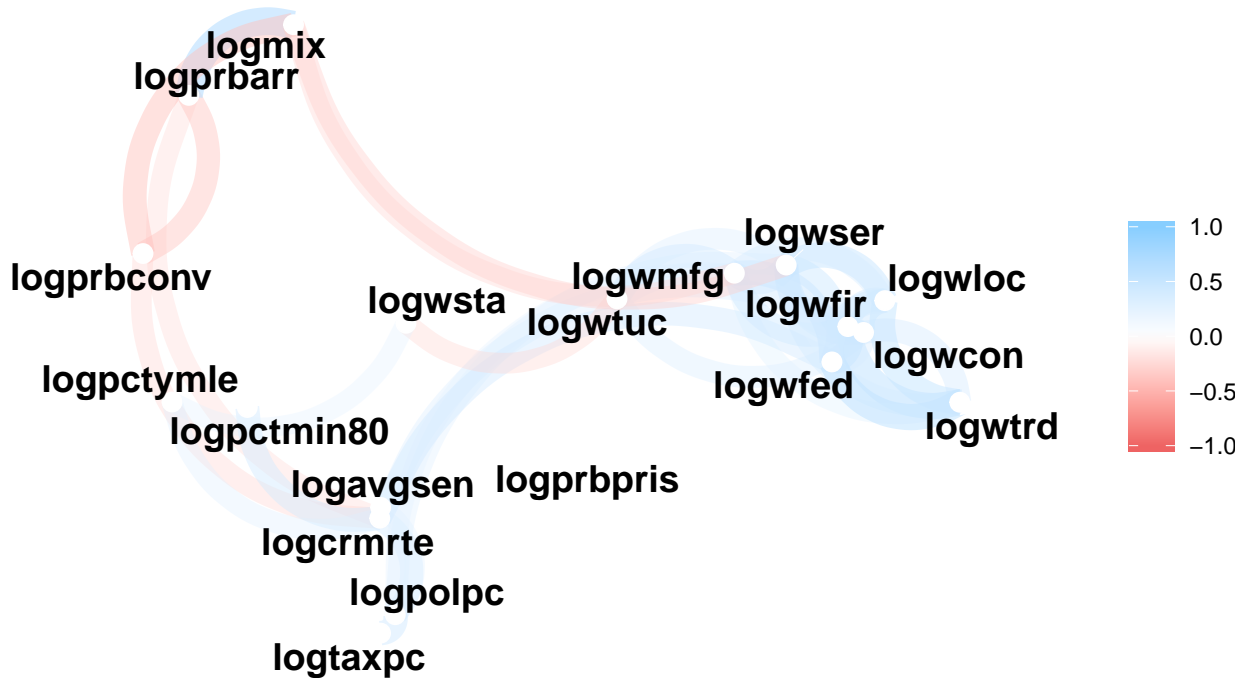 logmix
logprbarr
logwser
logprbconv
logwsta
logwmfg
logwloc
logwfir
logwtuc
logwcon
logpctymle
logwfed
logpctmin80
logwtrd
logavgsen
logprbpris
logcrmrte
logpolpc
logtaxpc
1.0
0.5
0.0
−0.5
−1.0